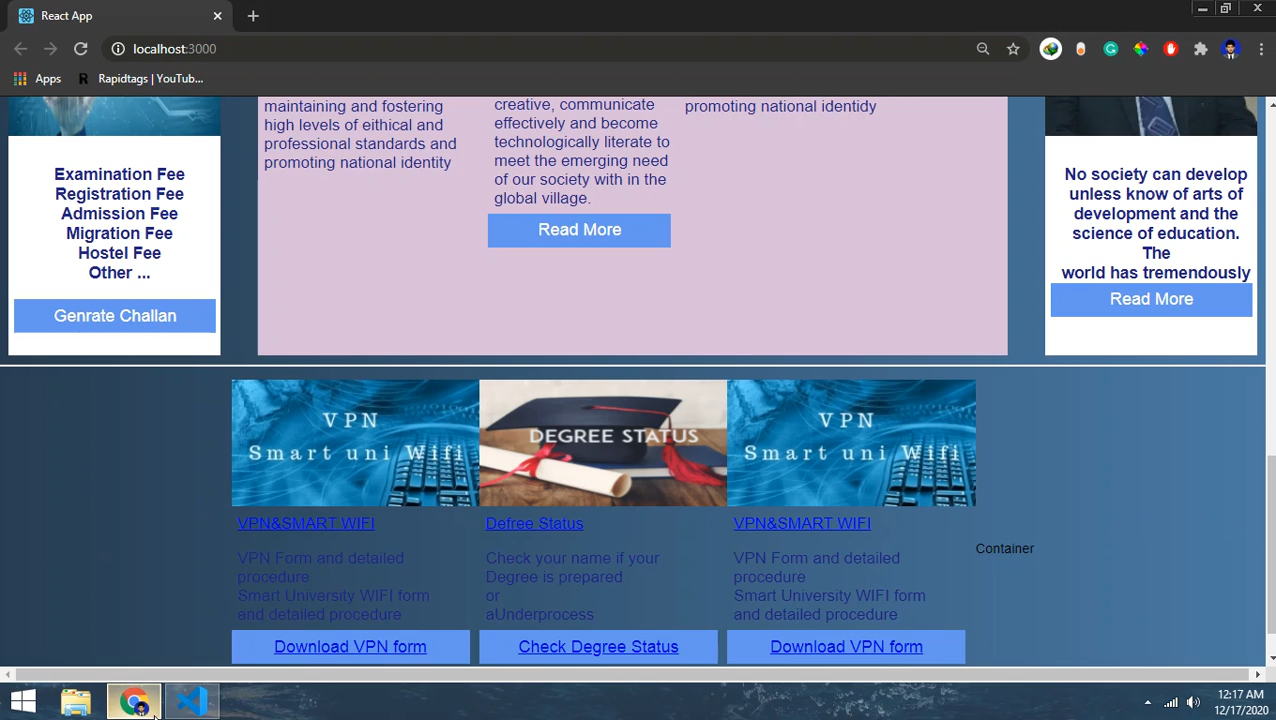 React App
localhost:3000
Apps
Rapidtags | YouTub...
maintaining and fostering
high levels of eithical and
professional standards and
promoting national identity
creative, communicate
effectively and become
technologically literate to
meet the emerging need
of our society with in the
global village.
Read More
promoting national identidy
Examination Fee
Registration Fee
Admission Fee
Migration Fee
Hostel Fee
Other ...
Genrate Challan
No society can develop
unless know of arts of
development and the
science of education.
The
world has tremendously
Read More
VPN
Smart uni Wifi
VPN&SMART WIFI
VPN Form and detailed
procedure
Smart University WIFI form
and detailed procedure
Download VPN form
DEGREE STATUS
Defree Status
Check your name if your
Degree is prepared
or
aUnderprocess
Check Degree Status
VPN
Smart uni Wifi
VPN&SMART WIFI
VPN Form and detailed
procedure
Smart University WIFI form
and detailed procedure
Download VPN form
Container
12:17 AM
12/17/2020